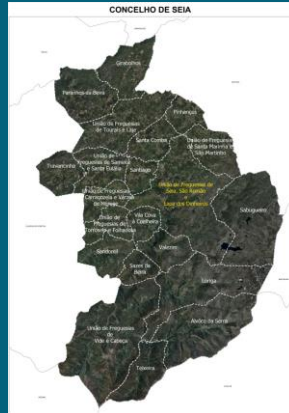 CONCELHO DE SEIA
Girabolhos
Paranhos da Beira
União de Freguesias
de Tourais e Lajes
Pinhanços
Santa Comba
União de Freguesias
de Santa Marinha e
São Martinho
União de
Freguesias de Sameice
e Santa Eulália
Travancinha
Santiago
União de Freguesias de
Seia, São Romão
e
Lapa dos Dinheiros
União de Freguesias
Carragozela e Várzea
de Meruge
Sabugueiro
Vila Cova
à Coelheira
União de
Freguesias de
Torrozelo e Folhadosa
Valezim
Sandomil
Sazes da
Beira
Loriga
Alvoco da Serra
União de Freguesias
de
Vide e Cabeça
Teixeira